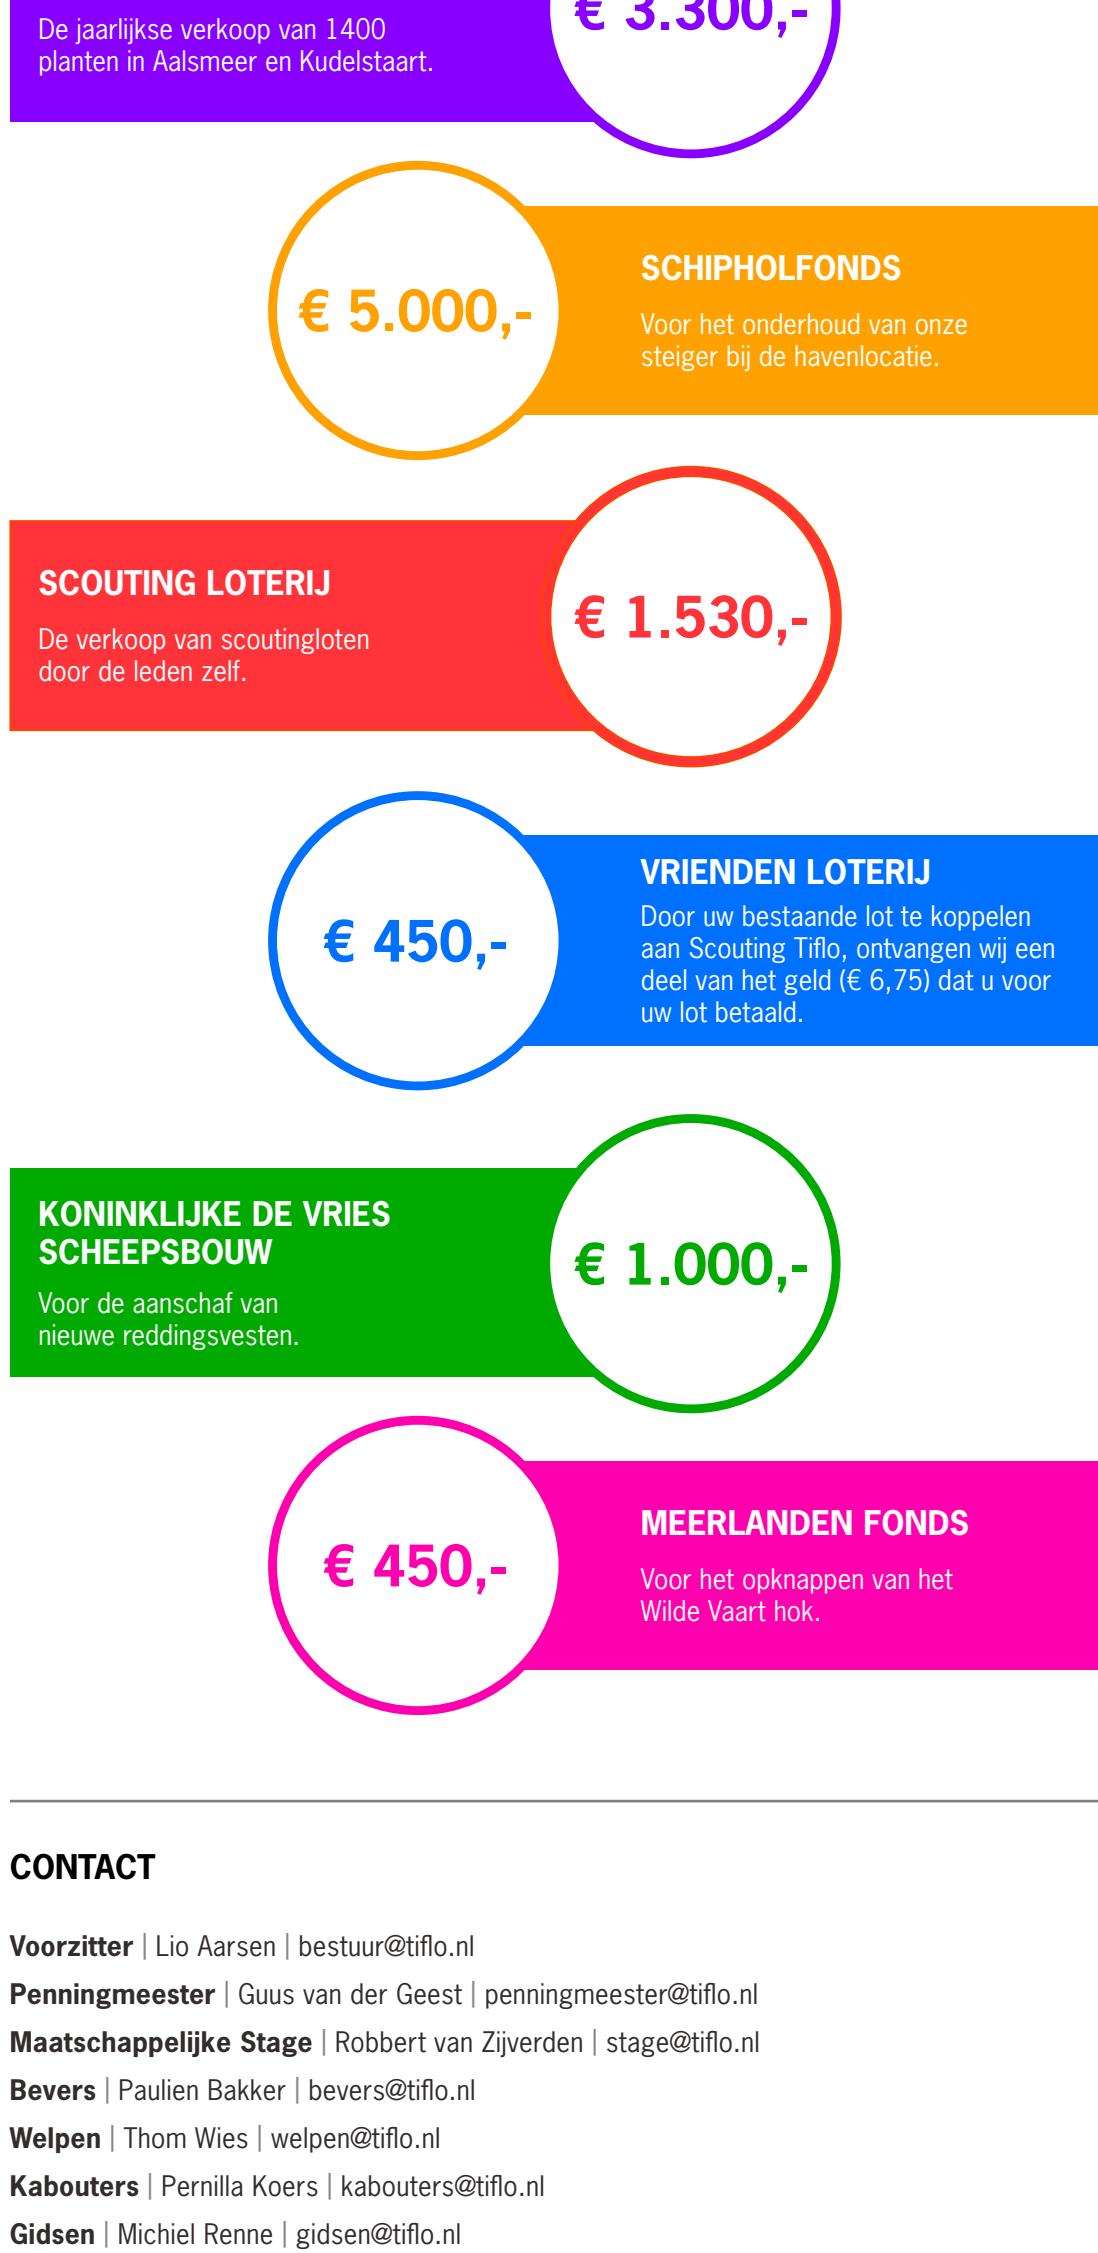 € 3.300,-
De jaarlijkse verkoop van 1400
planten in Aalsmeer en Kudelstaart.
€ 5.000,-
SCHIPHOLFONDS
Voor het onderhoud van onze
steiger bij de havenlocatie.
SCOUTING LOTERIJ
De verkoop van scoutingloten
door de leden zelf.
€ 1.530,-
€ 450,-
VRIENDEN LOTERIJ
Door uw bestaande lot te koppelen
aan Scouting Tiflo, ontvangen wij een
deel van het geld (€ 6,75) dat u voor
uw lot betaald.
KONINKLIJKE DE VRIES
SCHEEPSBOUW
Voor de aanschaf van
nieuwe reddingsvesten.
€ 1.000,-
€ 450,-
MEERLANDEN FONDS
Voor het opknappen van het
Wilde Vaart hok.
CONTACT
Voorzitter | Lio Aarsen | bestuur@tiflo.nl
Penningmeester | Guus van der Geest | penningmeester@tiflo.nl
Maatschappelijke Stage | Robbert van Zijverden | stage@tiflo.nl
Bevers | Paulien Bakker | bevers@tiflo.nl
Welpen | Thom Wies | welpen@tiflo.nl
Kabouters | Pernilla Koers | kabouters@tiflo.nl
Gidsen | Michiel Renne | gidsen@tiflo.nl